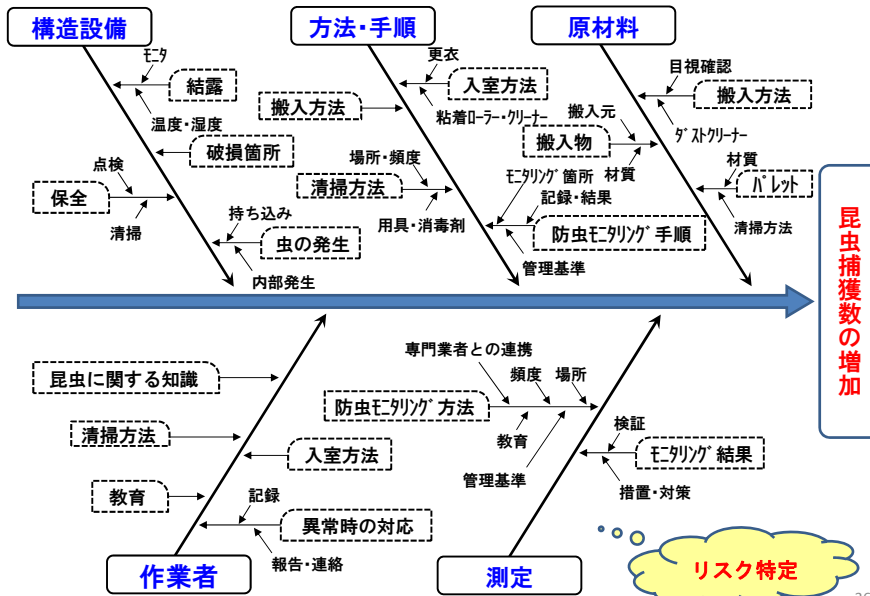 構造設備
モニタ
結露
温度・湿度
破損箇所
点検
保全
清掃
持ち込み
虫の発生
内部発生
方法・手順
更衣
入室方法
搬入方法
粘着ローラー・クリーナー
場所・頻度
清掃方法
用具・消毒剤
モニタリング箇所
記録・結果
防虫モニタリング手順
管理基準
原材料
目視確認
搬入方法
ダストクリーナー
搬入元
搬入物
材質
材質
パレット
清掃方法
昆虫捕獲数の増加
昆虫に関する知識
清掃方法
入室方法
教育
記録
異常時の対応
報告・連絡
作業者
専門業者との連携
頻度
場所
防虫モニタリング方法
教育
管理基準
検証
モニタリング結果
措置・対策
測定
リスク特定